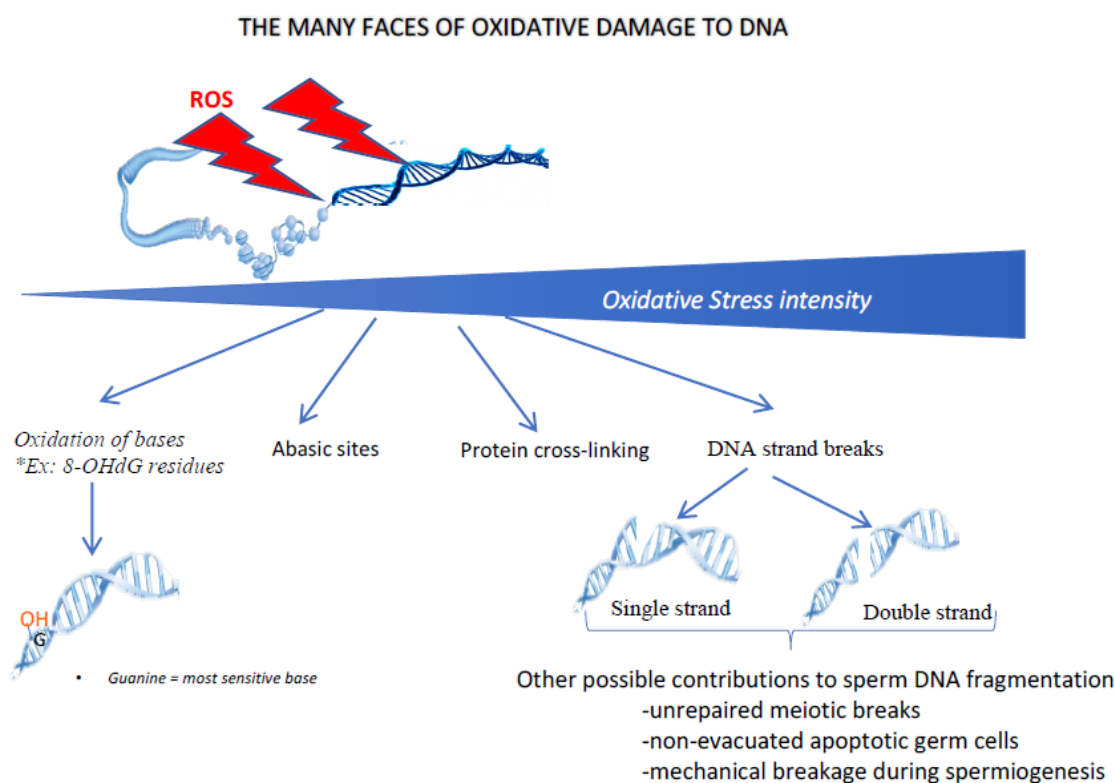 THE MANY FACES OF OXIDATIVE DAMAGE TO DNA
ROS
Oxidative Stress intensity
Oxidation of bases
*Ex: 8-OHdG residues
Abasic sites
Protein cross-linking
DNA strand breaks
OH
G
Single strand
Double strand
• Guanine = most sensitive base
Other possible contributions to sperm DNA fragmentation
-unrepaired meiotic breaks
-non-evacuated apoptotic germ cells
-mechanical breakage during spermiogenesis